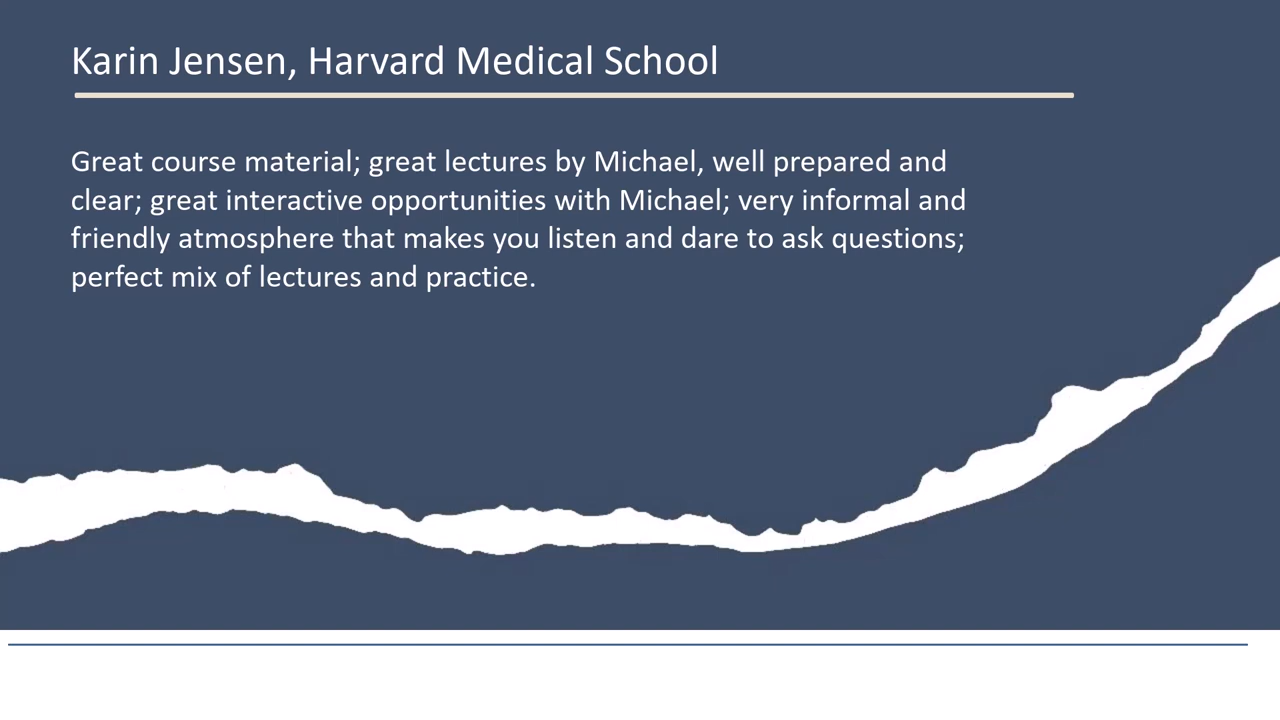 Karin Jensen, Harvard Medical School
Great course material; great lectures by Michael, well prepared and
clear; great interactive opportunities with Michael; very informal and
friendly atmosphere that makes you listen and dare to ask questions;
perfect mix of lectures and practice.